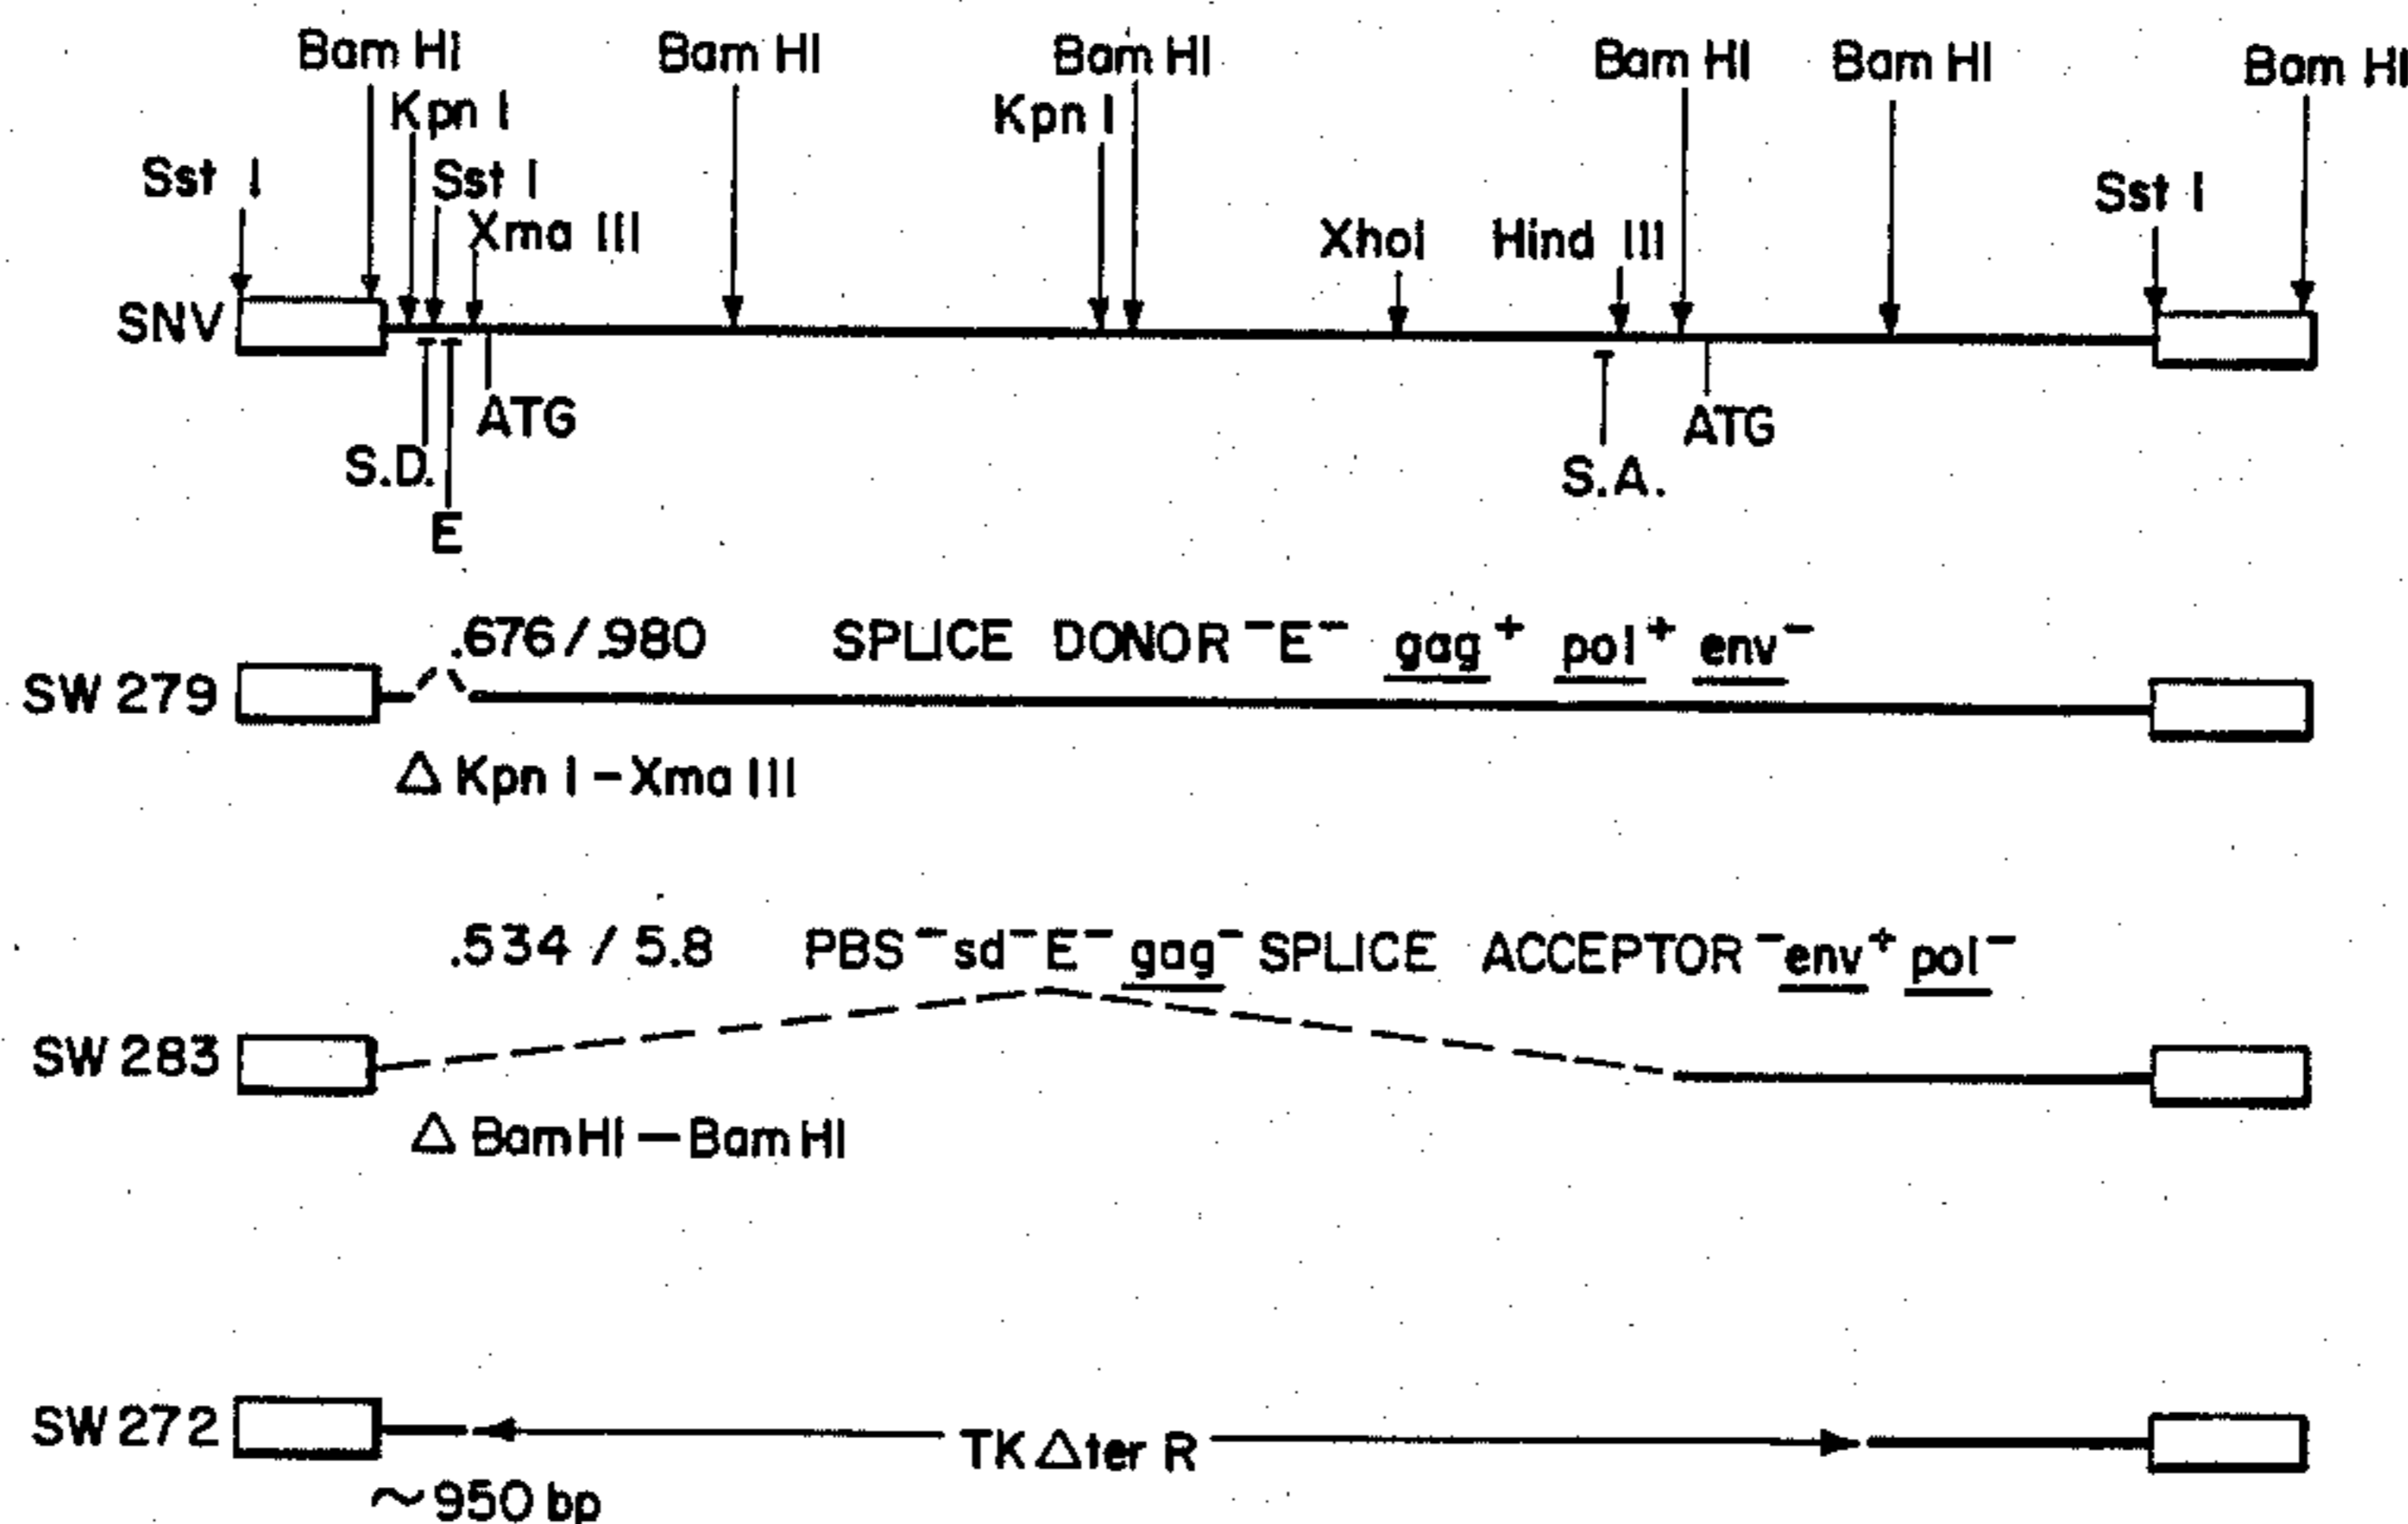 Bam HI Bam HI Bam HI Bam HI Bam HI Bam HI
Kpn I Kpn I
Sst I Sst I Sst I
Xma III XhoI Hind III
SNV
ATG ATG
S.D. S.A.
E
.676/.980 SPLICE DONOR⁻E⁻ gag⁺ pol⁺ env⁻
SW 279
△ Kpn I – Xma III
.534 / 5.8 PBS⁻sd⁻E⁻ gag⁻ SPLICE ACCEPTOR⁻env⁺ pol⁻
SW 283
△ BamHI – BamHI
SW 272 TK△ter R
~950 bp